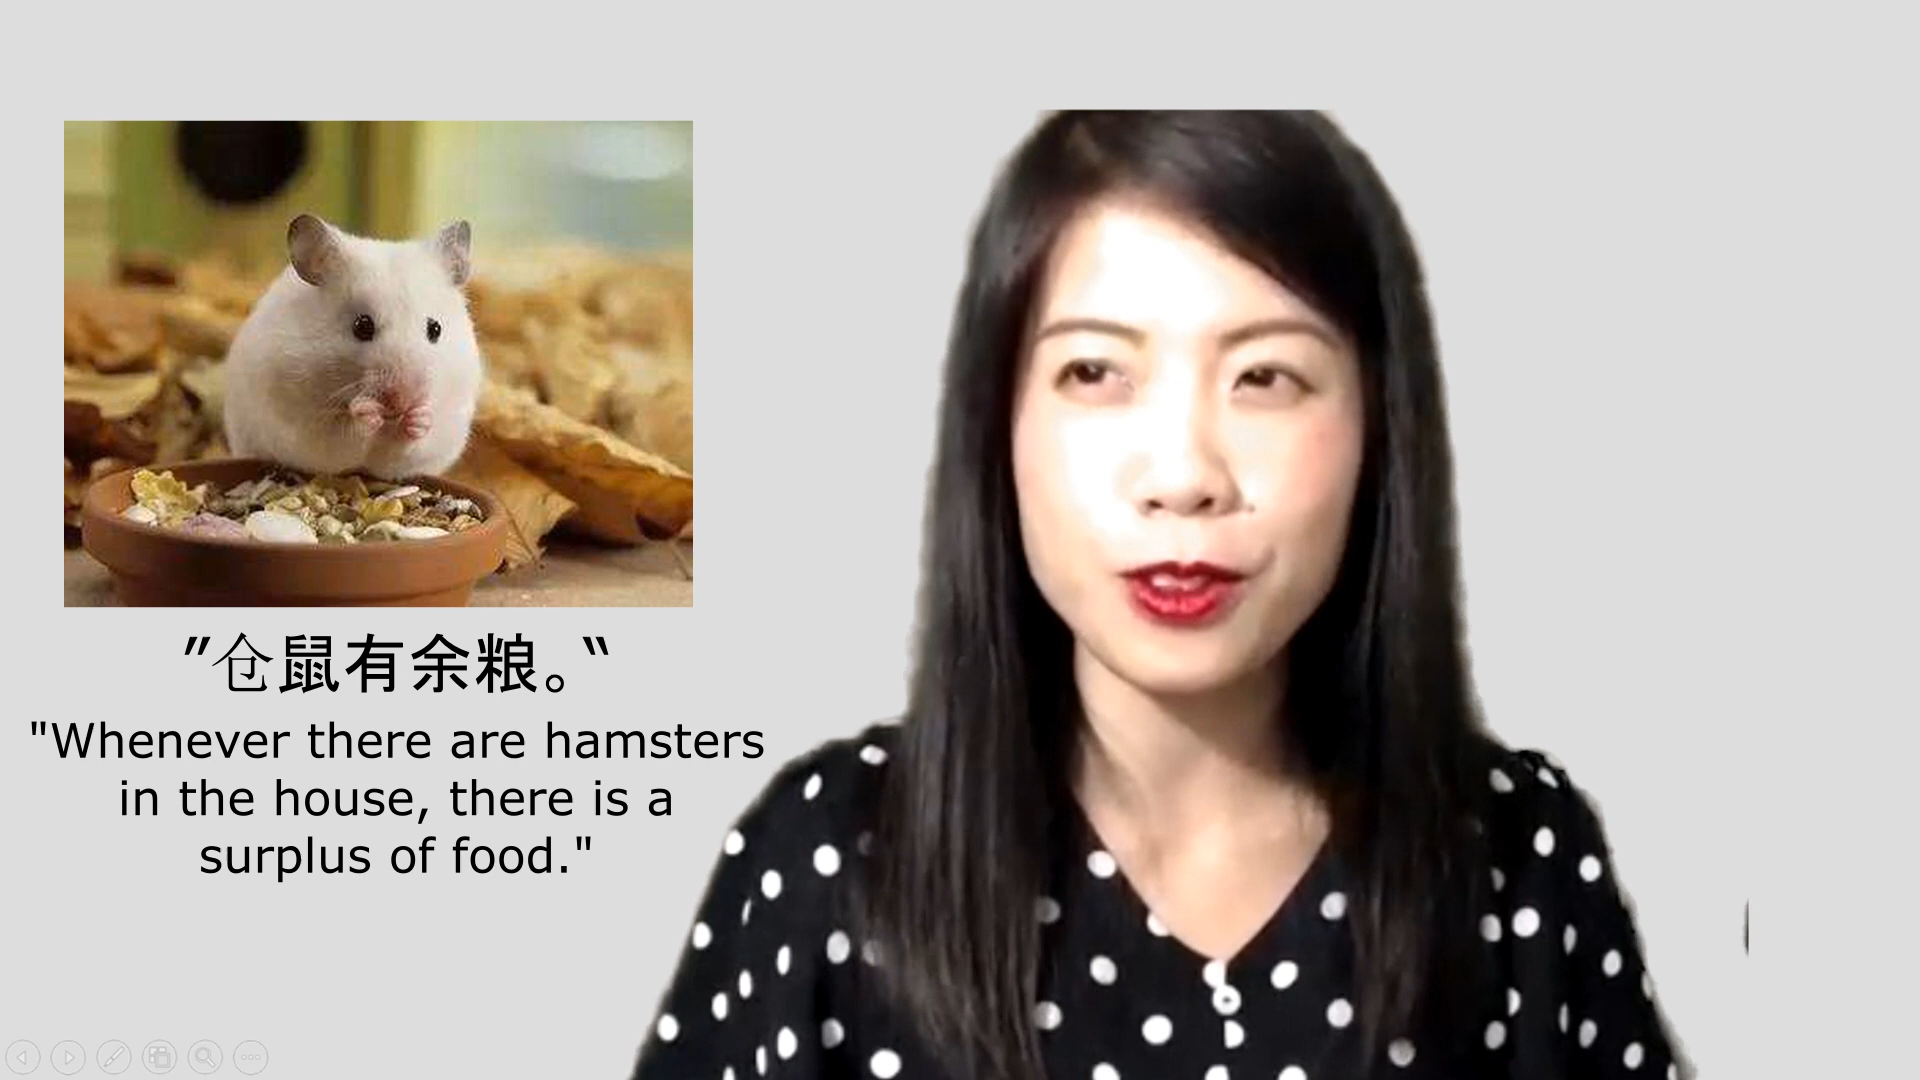 ”仓鼠有余粮。“
"Whenever there are hamsters
in the house, there is a
surplus of food."